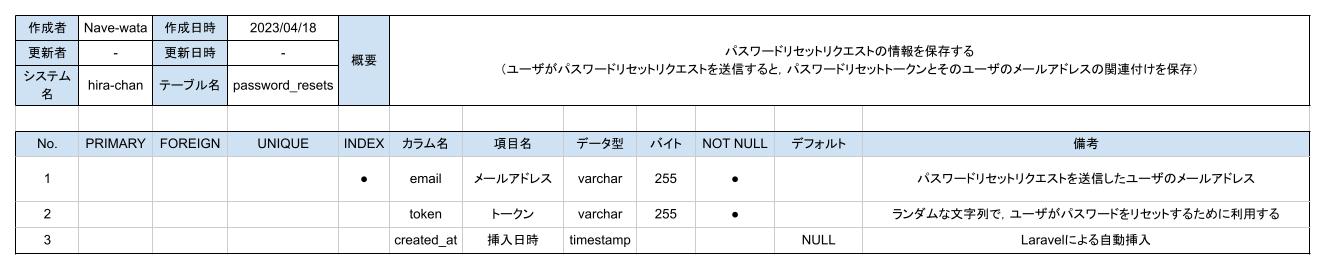 作成者 Nave-wata 作成日時 2023/04/18
更新者 - 更新日時 -
システム名 hira-chan テーブル名 password_resets
概要
パスワードリセットリクエストの情報を保存する
（ユーザがパスワードリセットリクエストを送信すると，パスワードリセットトークンとそのユーザのメールアドレスの関連付けを保存）
No. PRIMARY FOREIGN UNIQUE INDEX カラム名 項目名 データ型 バイト NOT NULL デフォルト 備考
1 ● email メールアドレス varchar 255 ● パスワードリセットリクエストを送信したユーザのメールアドレス
2 token トークン varchar 255 ● ランダムな文字列で，ユーザがパスワードをリセットするために利用する
3 created_at 挿入日時 timestamp NULL Laravelによる自動挿入